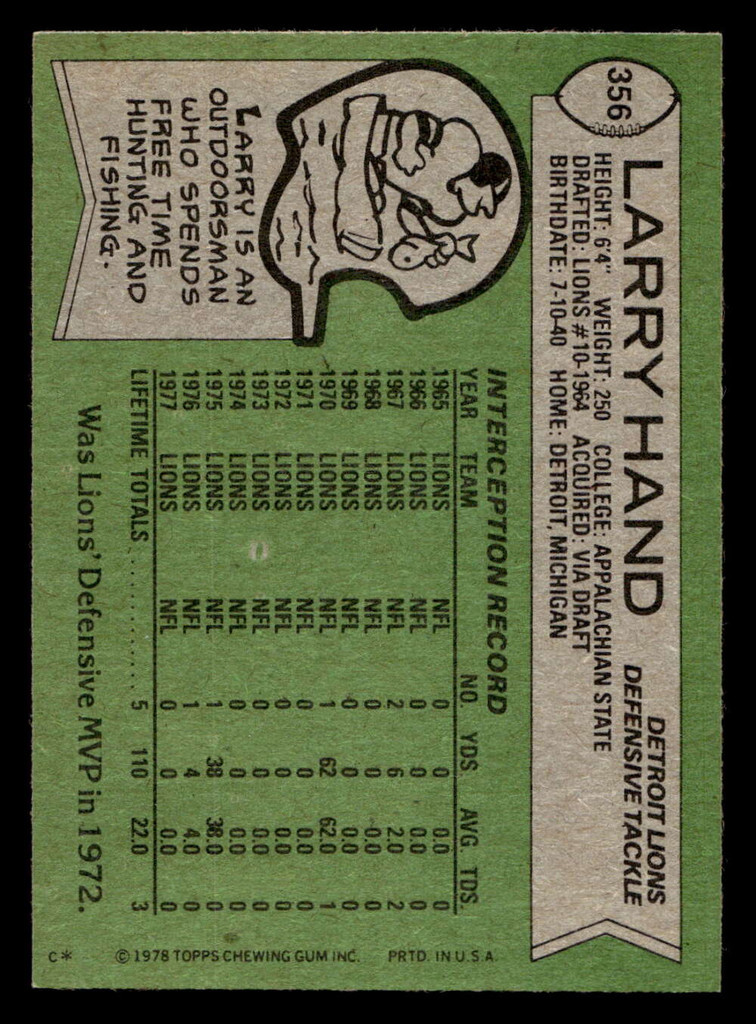 356
LARRY HAND
DETROIT LIONS
DEFENSIVE TACKLE
HEIGHT: 6'4" WEIGHT: 250 COLLEGE: APPALACHIAN STATE
DRAFTED: LIONS #10-1964 ACQUIRED: VIA DRAFT
BIRTHDATE: 7-10-40 HOME: DETROIT, MICHIGAN
LARRY IS AN
OUTDOORSMAN
WHO SPENDS
FREE TIME
HUNTING AND
FISHING.
INTERCEPTION RECORD
YEAR TEAM NO. YDS AVG TDS.
1965 LIONS NFL 0 0 0.0 0
1966 LIONS NFL 0 0 0.0 0
1967 LIONS NFL 2 6 2.0 2
1968 LIONS NFL 0 0 0.0 0
1969 LIONS NFL 0 0 0.0 0
1970 LIONS NFL 1 62 62.0 1
1971 LIONS NFL 0 0 0.0 0
1972 LIONS NFL 0 0 0.0 0
1973 LIONS NFL 0 0 0.0 0
1974 LIONS NFL 0 0 0.0 0
1975 LIONS NFL 1 38 38.0 0
1976 LIONS NFL 1 4 4.0 0
1977 LIONS NFL 0 0 0.0 0
LIFETIME TOTALS .......... 5 110 22.0 3
Was Lions' Defensive MVP in 1972.
C* © 1978 TOPPS CHEWING GUM INC. PRTD. IN U.S.A.